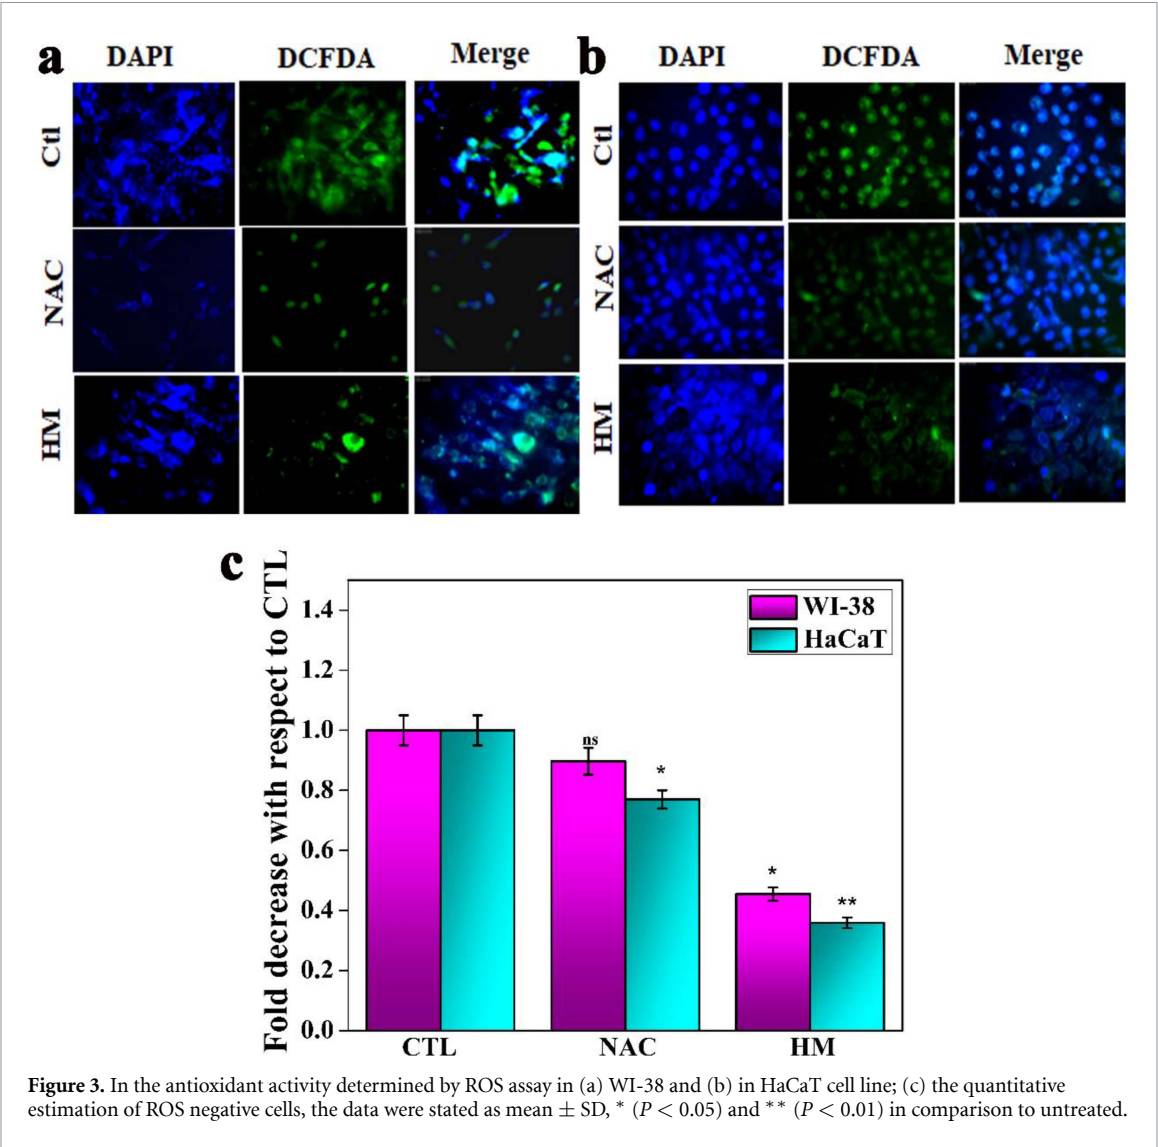 a DAPI DCFDA Merge
Ctl
NAC
HM
b DAPI DCFDA Merge
Ctl
NAC
HM
c
Fold decrease with respect to CTL
1.4
1.2
1.0
0.8
0.6
0.4
0.2
0.0
WI-38
HaCaT
ns
*
*
**
CTL NAC HM
Figure 3. In the antioxidant activity determined by ROS assay in (a) WI-38 and (b) in HaCaT cell line; (c) the quantitative
estimation of ROS negative cells, the data were stated as mean ± SD, * (P < 0.05) and ** (P < 0.01) in comparison to untreated.